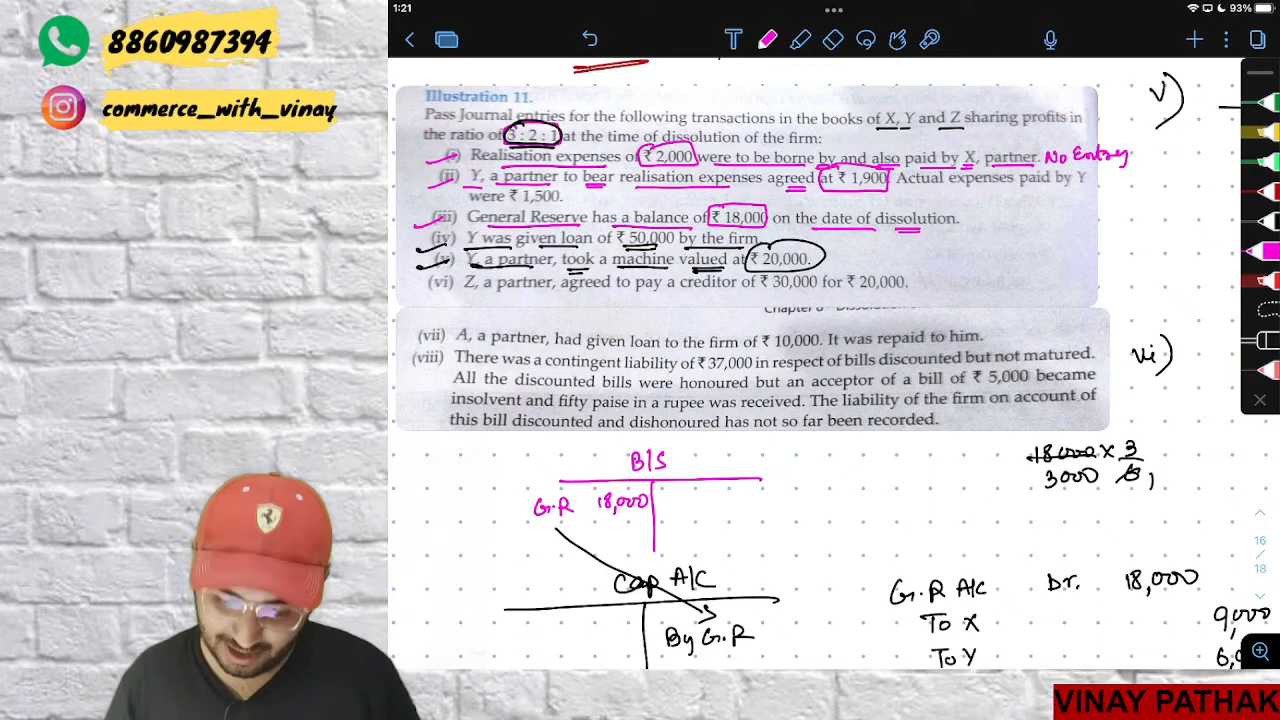 8860987394
commerce_with_vinay
1:21
93%
Illustration 11.
Pass Journal entries for the following transactions in the books of X, Y and Z sharing profits in
the ratio of 3 : 2 : 1 at the time of dissolution of the firm:
(i) Realisation expenses of ₹ 2,000 were to be borne by and also paid by X, partner. No Entry
(ii) Y, a partner to bear realisation expenses agreed at ₹ 1,900. Actual expenses paid by Y
were ₹ 1,500.
(iii) General Reserve has a balance of ₹ 18,000 on the date of dissolution.
(iv) Y was given loan of ₹ 50,000 by the firm.
(v) Y, a partner, took a machine valued at ₹ 20,000.
(vi) Z, a partner, agreed to pay a creditor of ₹ 30,000 for ₹ 20,000.
(vii) A, a partner, had given loan to the firm of ₹ 10,000. It was repaid to him.
(viii) There was a contingent liability of ₹ 37,000 in respect of bills discounted but not matured.
All the discounted bills were honoured but an acceptor of a bill of ₹ 5,000 became
insolvent and fifty paise in a rupee was received. The liability of the firm on account of
this bill discounted and dishonoured has not so far been recorded.
v)
vi)
B/S
G.R 18,000
18000 × 3
3000 6,
Cap A/C
By G.R
G.R A/C Dr. 18,000
To X 9,000
To Y
16
18
VINAY PATHAK